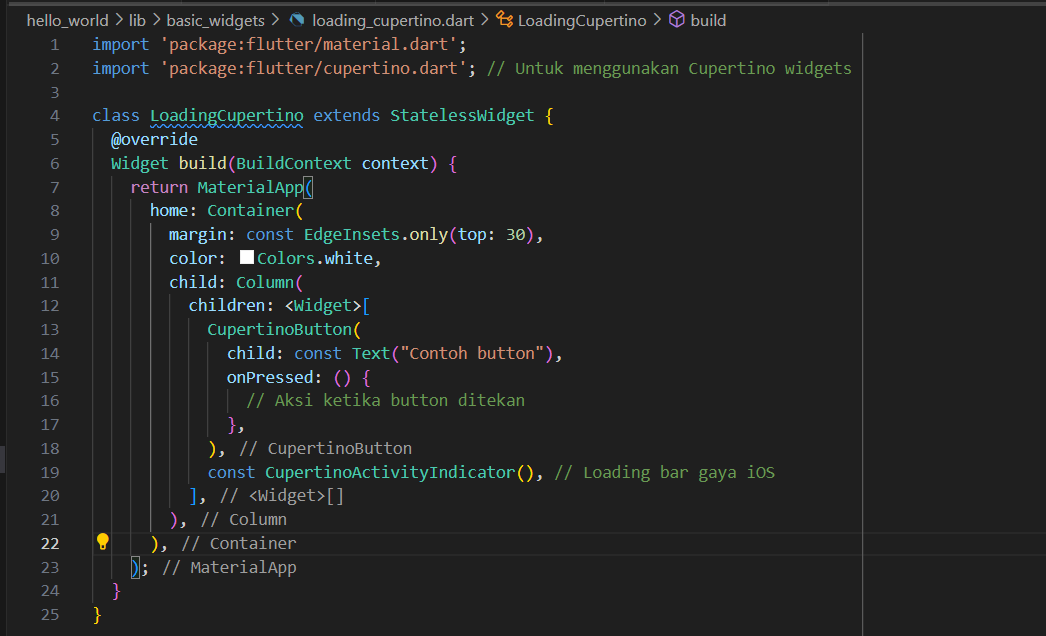 hello_world > lib > basic_widgets > loading_cupertino.dart > LoadingCupertino > build
1 import 'package:flutter/material.dart';
2 import 'package:flutter/cupertino.dart'; // Untuk menggunakan Cupertino widgets
3
4 class LoadingCupertino extends StatelessWidget {
5   @override
6   Widget build(BuildContext context) {
7     return MaterialApp(
8       home: Container(
9         margin: const EdgeInsets.only(top: 30),
10         color: Colors.white,
11         child: Column(
12           children: <Widget>[
13             CupertinoButton(
14               child: const Text("Contoh button"),
15               onPressed: () {
16                 // Aksi ketika button ditekan
17               },
18             ), // CupertinoButton
19             const CupertinoActivityIndicator(), // Loading bar gaya iOS
20           ], // <Widget>[]
21         ), // Column
22       ), // Container
23     ); // MaterialApp
24   }
25 }